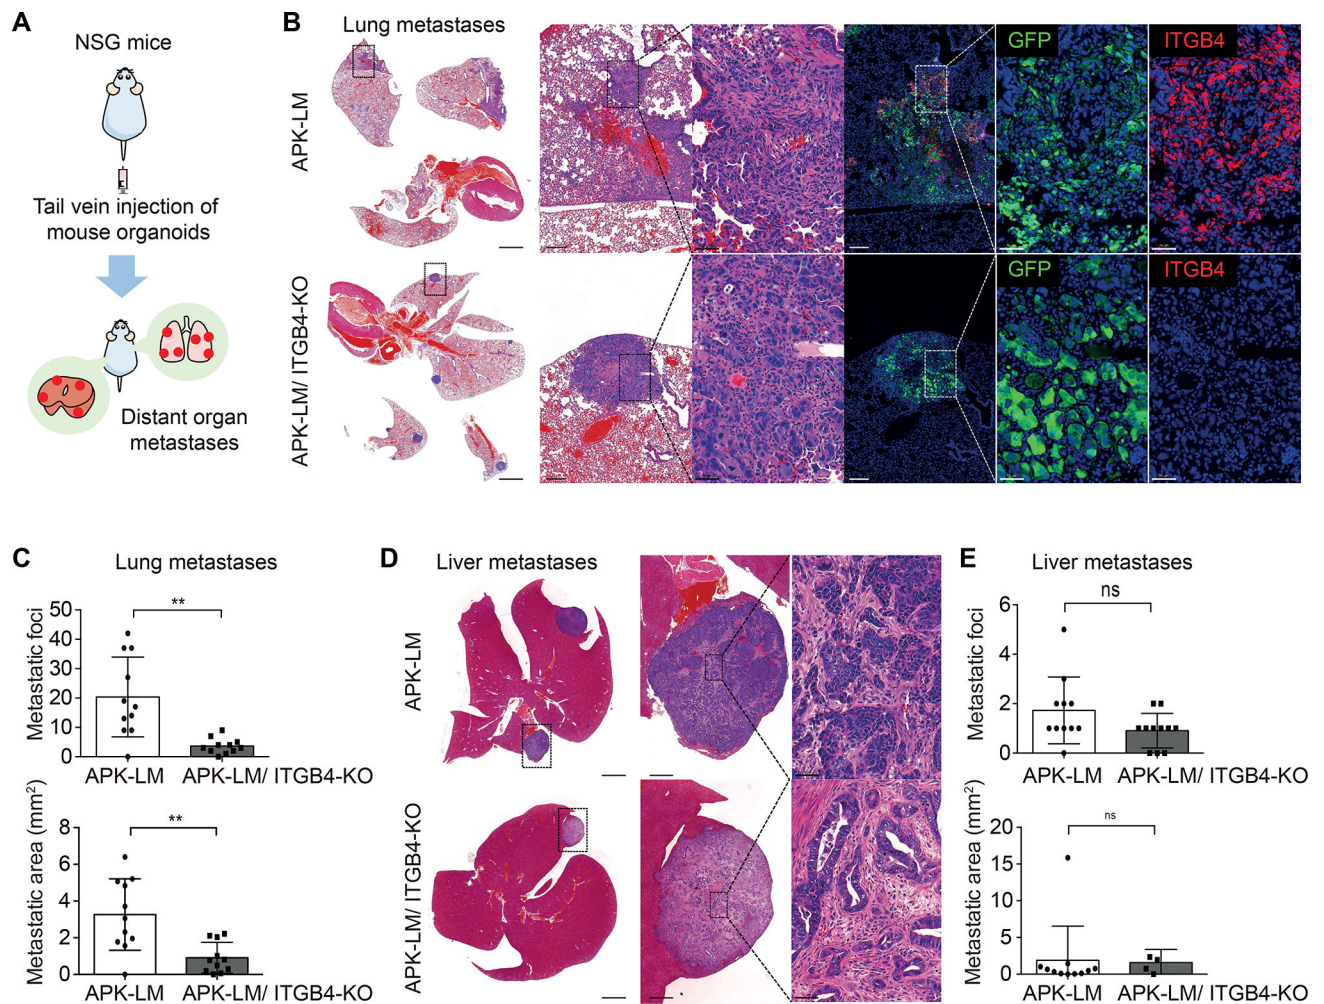 A
NSG mice
Tail vein injection of
mouse organoids
Distant organ
metastases
B
Lung metastases
APK-LM
GFP
ITGB4
APK-LM/ ITGB4-KO
GFP
ITGB4
C
Lung metastases
Metastatic foci
50
40
30
20
10
0
**
APK-LM
APK-LM/ ITGB4-KO
Metastatic area (mm²)
8
6
4
2
0
**
APK-LM
APK-LM/ ITGB4-KO
D
Liver metastases
APK-LM
APK-LM/ ITGB4-KO
E
Liver metastases
Metastatic foci
6
4
2
0
ns
APK-LM
APK-LM/ ITGB4-KO
Metastatic area (mm²)
20
15
10
5
0
ns
APK-LM
APK-LM/ ITGB4-KO